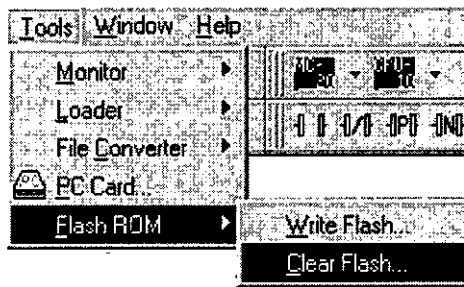 Tools Window Help
Monitor
Loader
File Converter
PC Card...
Flash ROM
Write Flash...
Clear Flash...